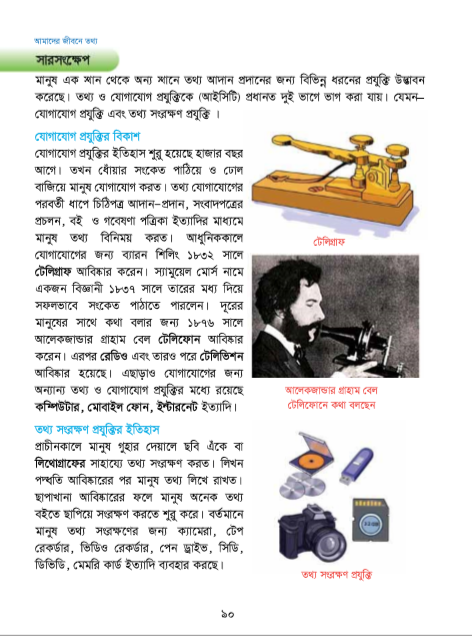 আমাদের জীবনে তথ্য
সারসংক্ষেপ
মানুষ এক স্থান থেকে অন্য স্থানে তথ্য আদান প্রদানের জন্য বিভিন্ন ধরনের প্রযুক্তি উদ্ভাবন
করেছে। তথ্য ও যোগাযোগ প্রযুক্তিকে (আইসিটি) প্রধানত দুই ভাগে ভাগ করা যায়। যেমন–
যোগাযোগ প্রযুক্তি এবং তথ্য সংরক্ষণ প্রযুক্তি ।
যোগাযোগ প্রযুক্তির বিকাশ
যোগাযোগ প্রযুক্তির ইতিহাস শুরু হয়েছে হাজার বছর
আগে। তখন ধোঁয়ার সংকেত পাঠিয়ে ও ঢোল
বাজিয়ে মানুষ যোগাযোগ করত। তথ্য যোগাযোগের
পরবর্তী ধাপে চিঠিপত্র আদান–প্রদান, সংবাদপত্রের
প্রচলন, বই ও গবেষণা পত্রিকা ইত্যাদির মাধ্যমে
মানুষ তথ্য বিনিময় করত। আধুনিককালে
যোগাযোগের জন্য ব্যারন শিলিং ১৮৩২ সালে
টেলিগ্রাফ আবিষ্কার করেন। স্যামুয়েল মোর্স নামে
একজন বিজ্ঞানী ১৮৩৭ সালে তারের মধ্য দিয়ে
সফলভাবে সংকেত পাঠাতে পারলেন। দূরের
মানুষের সাথে কথা বলার জন্য ১৮৭৬ সালে
আলেকজান্ডার গ্রাহাম বেল টেলিফোন আবিষ্কার
করেন। এরপর রেডিও এবং তারও পরে টেলিভিশন
আবিষ্কার হয়েছে। এছাড়াও যোগাযোগের জন্য
অন্যান্য তথ্য ও যোগাযোগ প্রযুক্তির মধ্যে রয়েছে
কম্পিউটার, মোবাইল ফোন, ইন্টারনেট ইত্যাদি।
টেলিগ্রাফ
আলেকজান্ডার গ্রাহাম বেল
টেলিফোনে কথা বলছেন
তথ্য সংরক্ষণ প্রযুক্তির ইতিহাস
প্রাচীনকালে মানুষ গুহার দেয়ালে ছবি এঁকে বা
লিথোগ্রাফের সাহায্যে তথ্য সংরক্ষণ করত। লিখন
পদ্ধতি আবিষ্কারের পর মানুষ তথ্য লিখে রাখত।
ছাপাখানা আবিষ্কারের ফলে মানুষ অনেক তথ্য
বইতে ছাপিয়ে সংরক্ষণ করতে শুরু করে। বর্তমানে
মানুষ তথ্য সংরক্ষণের জন্য ক্যামেরা, টেপ
রেকর্ডার, ভিডিও রেকর্ডার, পেন ড্রাইভ, সিডি,
ডিভিডি, মেমরি কার্ড ইত্যাদি ব্যবহার করছে।
তথ্য সংরক্ষণ প্রযুক্তি
৯০